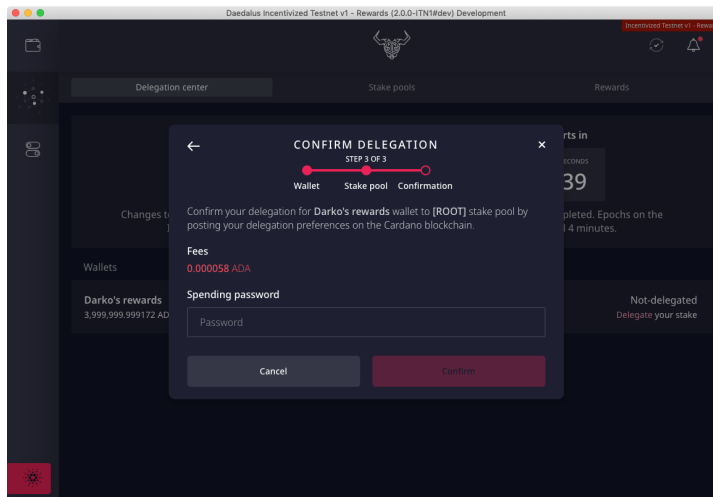 Daedalus Incentivized Testnet v1 - Rewards (2.0.0-ITN1#dev) Development
Incentivized Testnet v1 - Rewa
Delegation center
Stake pools
Rewards
rts in
ECONDS
39
Changes t
pleted. Epochs on the
4 minutes.
CONFIRM DELEGATION
STEP 3 OF 3
Wallet
Stake pool
Confirmation
Confirm your delegation for Darko's rewards wallet to [ROOT] stake pool by
posting your delegation preferences on the Cardano blockchain.
Fees
0.000058 ADA
Spending password
Password
Cancel
Confirm
Wallets
Darko's rewards
3,999,999.999172 AD
Not-delegated
Delegate your stake